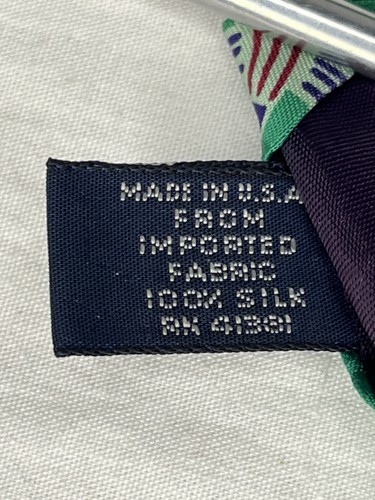 MADE IN U.S.A
FROM
IMPORTED
FABRIC
100% SILK
RN 41381